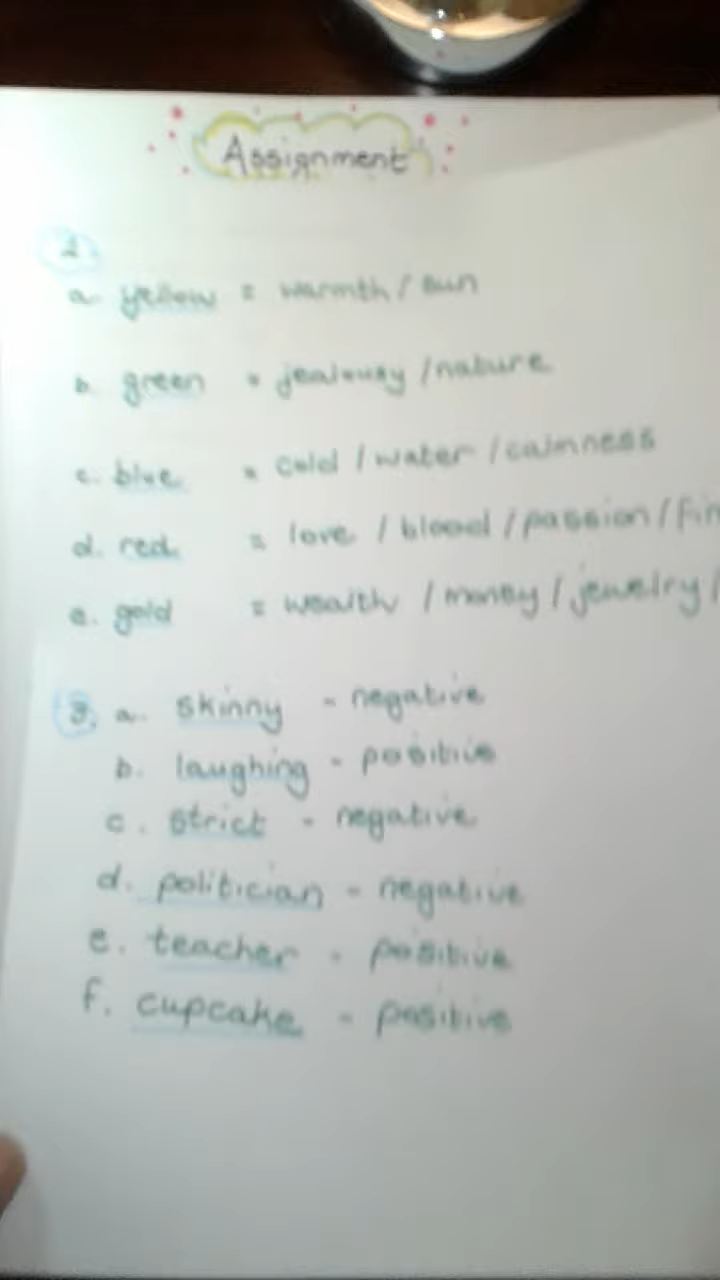 Assignment
2.
a. yellow = warmth / sun
b. green = jealousy / nature
c. blue = cold / water / calmness
d. red = love / blood / passion /
e. gold = wealth / money / jewelry /
3. a. skinny - negative
b. laughing - positive
c. strict - negative
d. politician - negative
e. teacher - positive
f. cupcake - positive